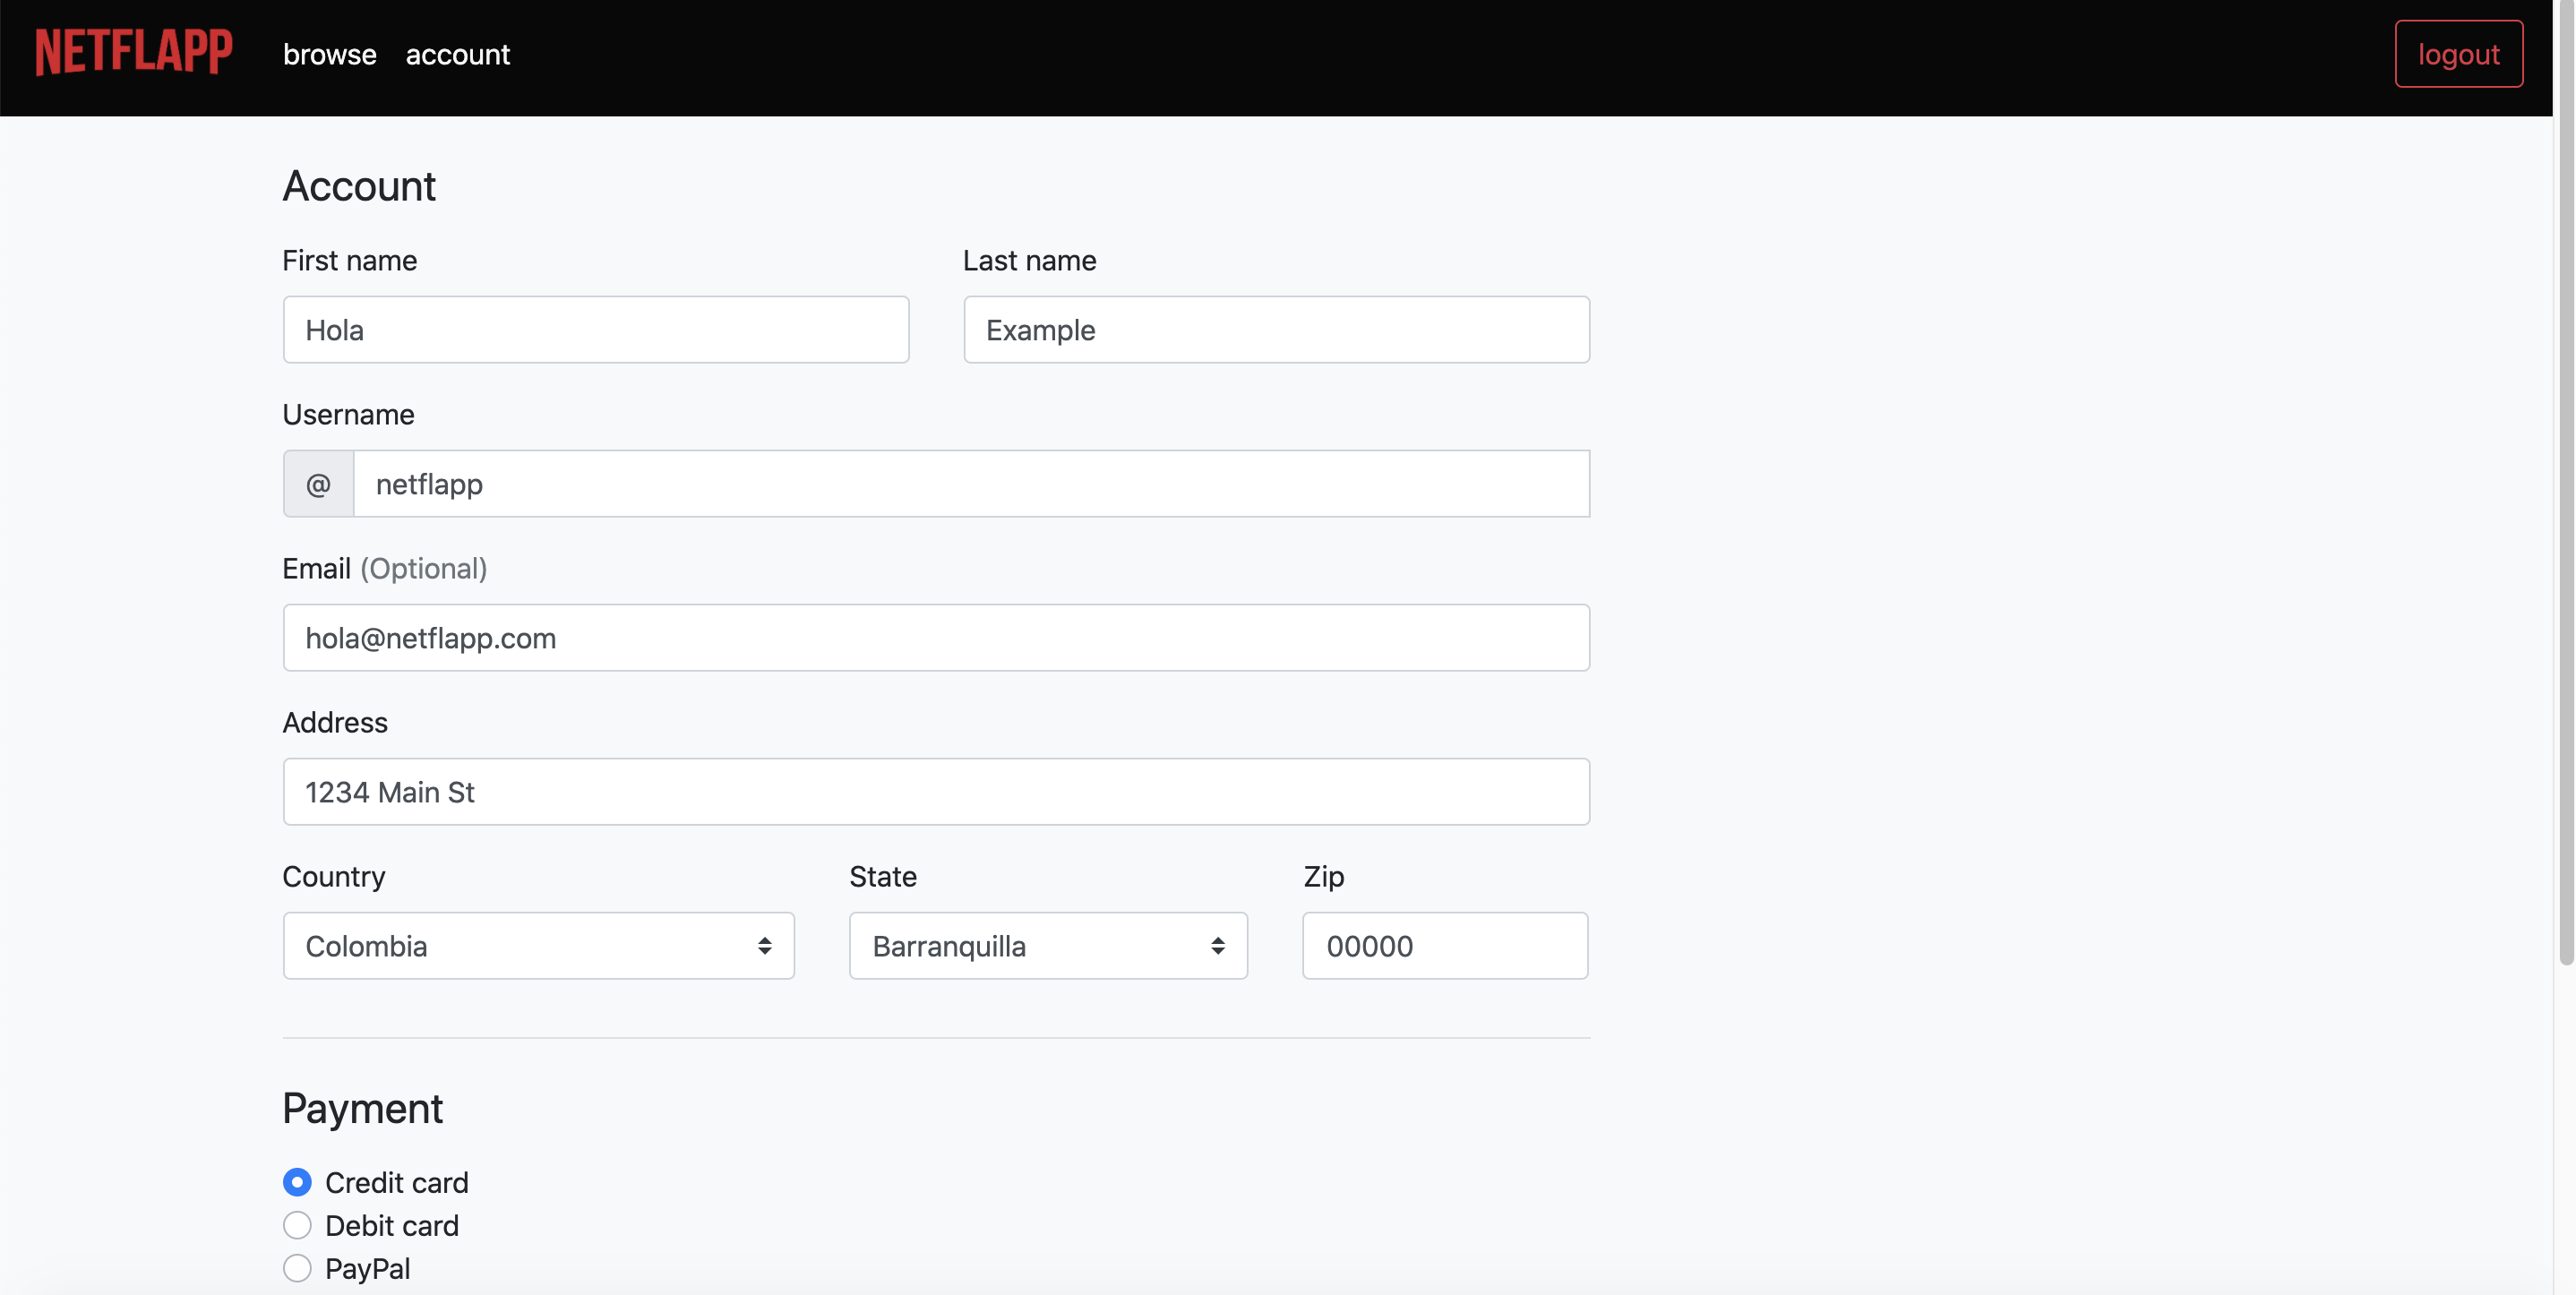 NETFLAPP browse account logout
Account
First name Last name
Hola Example
Username
@ netflapp
Email (Optional)
hola@netflapp.com
Address
1234 Main St
Country State Zip
Colombia Barranquilla 00000
Payment
Credit card
Debit card
PayPal